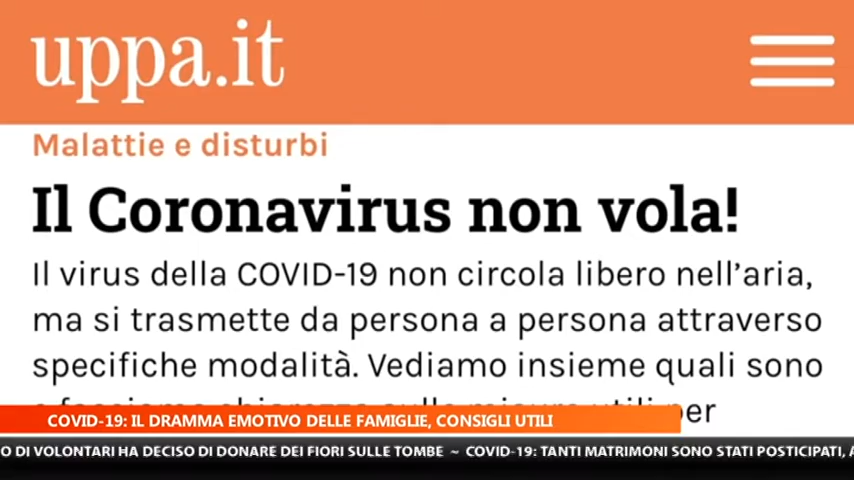 uppa.it
Malattie e disturbi
Il Coronavirus non vola!
Il virus della COVID-19 non circola libero nell'aria,
ma si trasmette da persona a persona attraverso
specifiche modalità. Vediamo insieme quali sono
per
COVID-19: IL DRAMMA EMOTIVO DELLE FAMIGLIE, CONSIGLI UTILI
O DI VOLONTARI HA DECISO DI DONARE DEI FIORI SULLE TOMBE ~ COVID-19: TANTI MATRIMONI SONO STATI POSTICIPATI, A